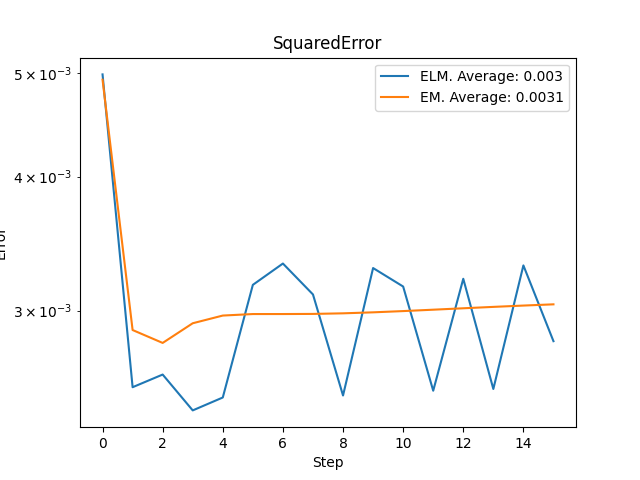 SquaredError
5 × 10⁻³
4 × 10⁻³
3 × 10⁻³
Error
ELM. Average: 0.003
EM. Average: 0.0031
0 2 4 6 8 10 12 14
Step